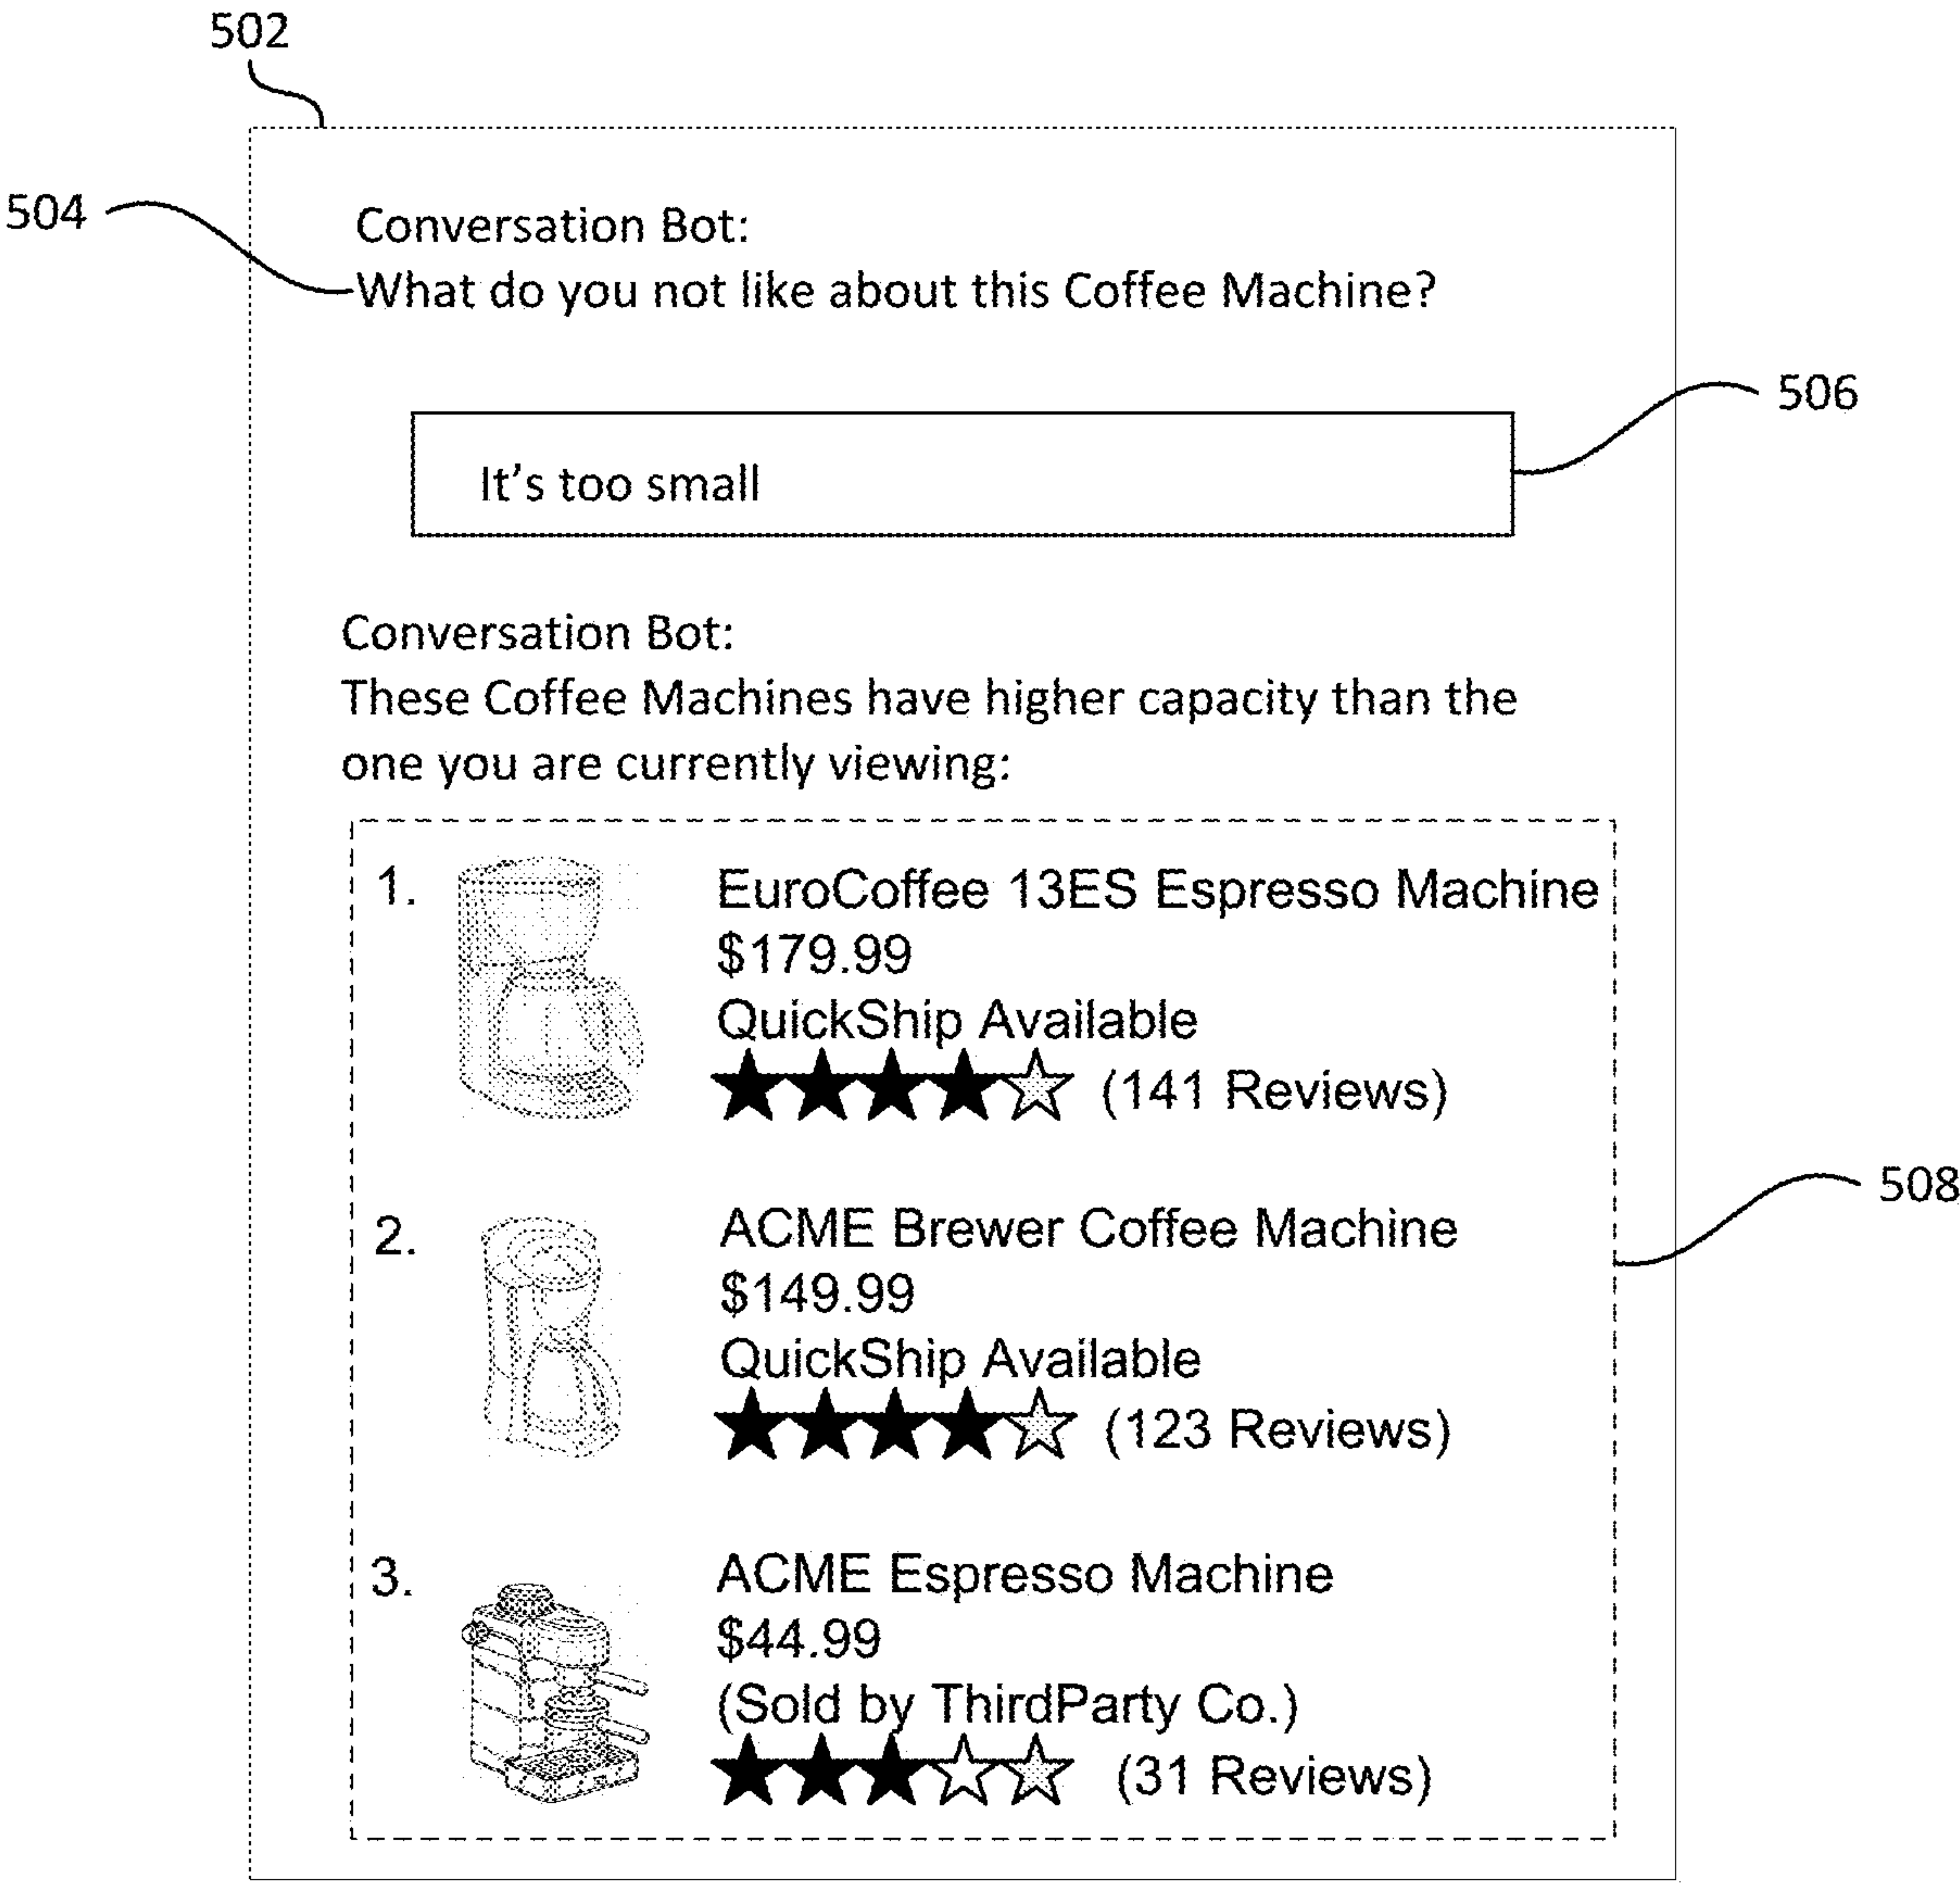 502
504
Conversation Bot:
What do you not like about this Coffee Machine?
506
It's too small
Conversation Bot:
These Coffee Machines have higher capacity than the
one you are currently viewing:
508
1.
EuroCoffee 13ES Espresso Machine
$179.99
QuickShip Available
(141 Reviews)
2.
ACME Brewer Coffee Machine
$149.99
QuickShip Available
(123 Reviews)
3.
ACME Espresso Machine
$44.99
(Sold by ThirdParty Co.)
(31 Reviews)